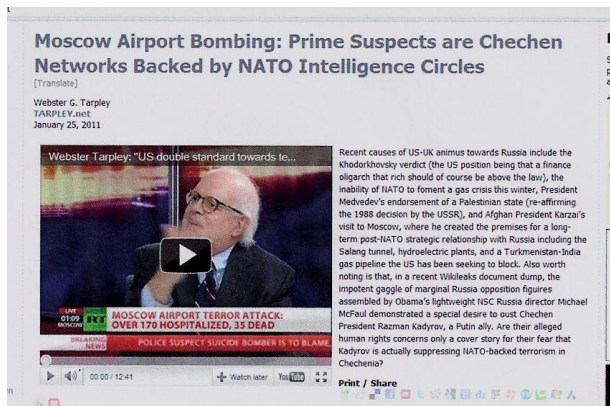 Moscow Airport Bombing: Prime Suspects are Chechen
Networks Backed by NATO Intelligence Circles
[Translate]
Webster G. Tarpley
TARPLEY.net
January 25, 2011
Webster Tarpley: "US double standard towards te...
LIVE
01:09
MOSCOW
RT
MOSCOW AIRPORT TERROR ATTACK:
OVER 170 HOSPITALIZED, 35 DEAD
BREAKING
NEWS
POLICE SUSPECT SUICIDE BOMBER IS TO BLAME
00:00 / 12:41
Watch later
YouTube
Recent causes of US-UK animus towards Russia include the
Khodorkhovsky verdict (the US position being that a finance
oligarch that rich should of course be above the law), the
inability of NATO to foment a gas crisis this winter, President
Medvedev's endorsement of a Palestinian state (re-affirming
the 1988 decision by the USSR), and Afghan President Karzai's
visit to Moscow, where he created the premises for a long-
term post-NATO strategic relationship with Russia including the
Salang tunnel, hydroelectric plants, and a Turkmenistan-India
gas pipeline the US has been seeking to block. Also worth
noting is that, in a recent Wikileaks document dump, the
impotent gaggle of marginal Russia opposition figures
assembled by Obama's lightweight NSC Russia director Michael
McFaul demonstrated a special desire to oust Chechen
President Razman Kadyrov, a Putin ally. Are their alleged
human rights concerns only a cover story for their fear that
Kadyrov is actually suppressing NATO-backed terrorism in
Chechenia?
Print / Share